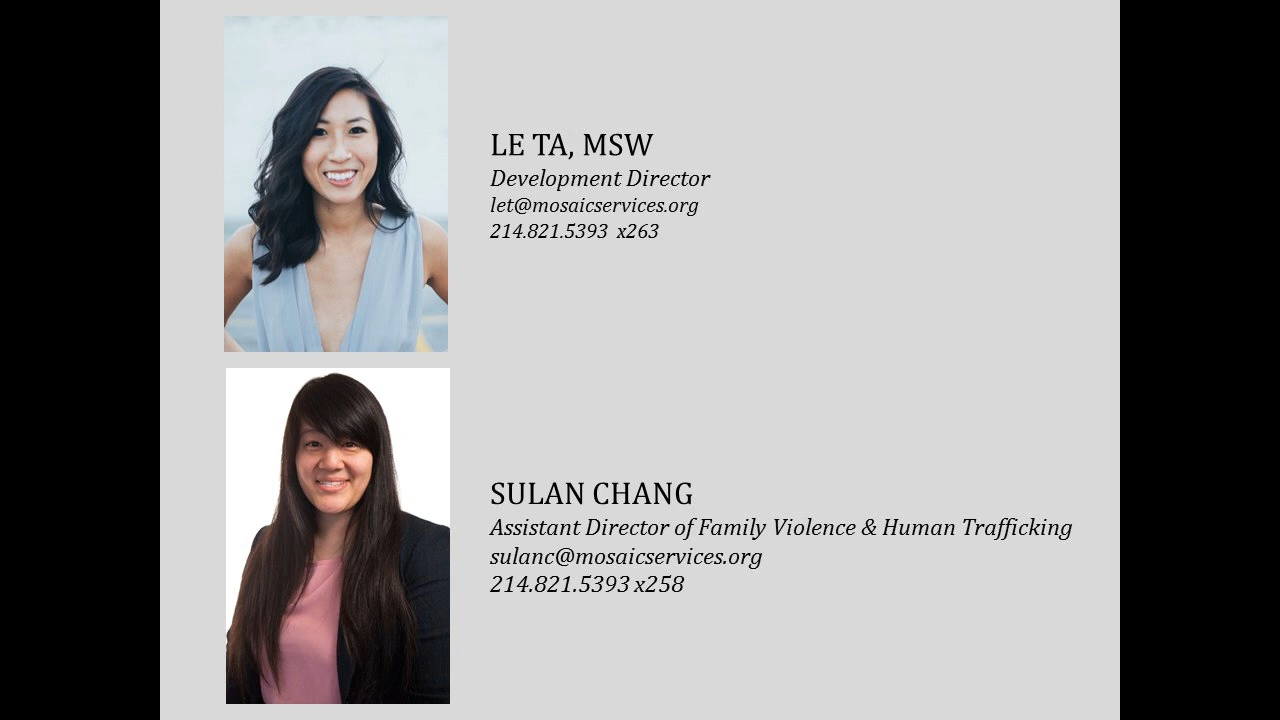 LE TA, MSW
Development Director
let@mosaicservices.org
214.821.5393 x263
SULAN CHANG
Assistant Director of Family Violence & Human Trafficking
sulanc@mosaicservices.org
214.821.5393 x258